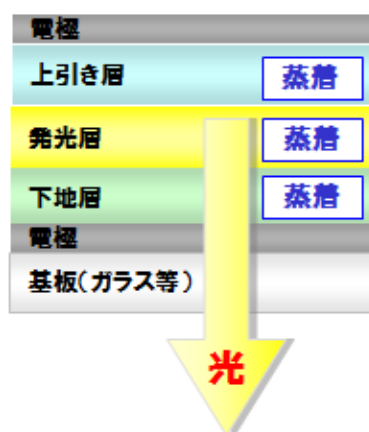 電極
上引き層 蒸着
発光層 蒸着
下地層 蒸着
電極
基板(ガラス等)
光